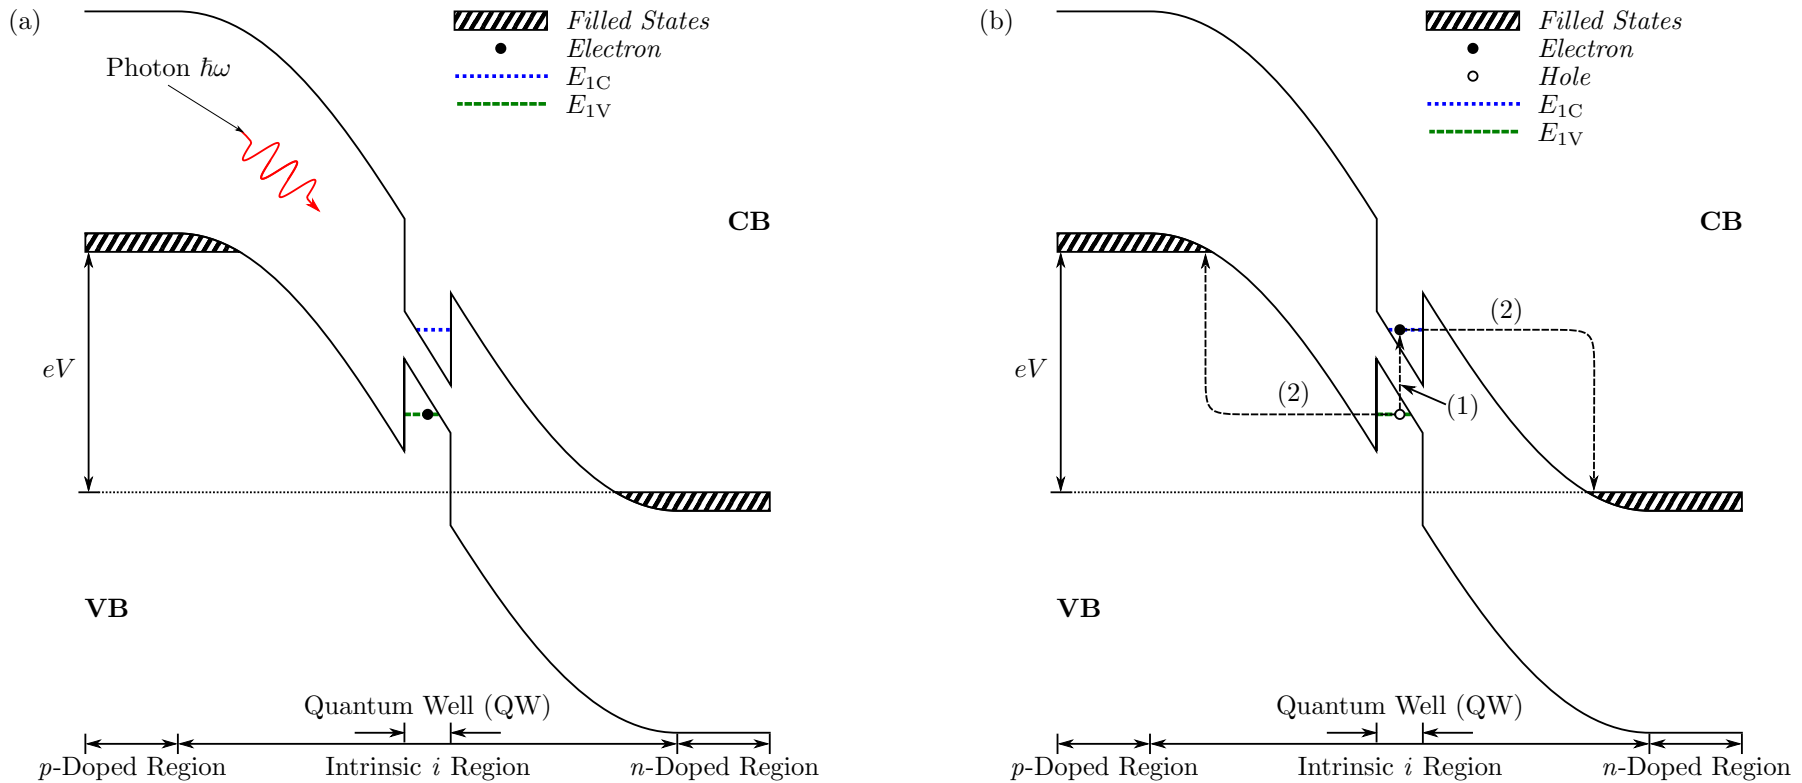 (a)
Filled States
Electron
E1C
E1V
Photon ℏω
CB
eV
VB
Quantum Well (QW)
p-Doped Region
Intrinsic i Region
n-Doped Region
(b)
Filled States
Electron
Hole
E1C
E1V
CB
(2)
eV
(2)
(1)
VB
Quantum Well (QW)
p-Doped Region
Intrinsic i Region
n-Doped Region